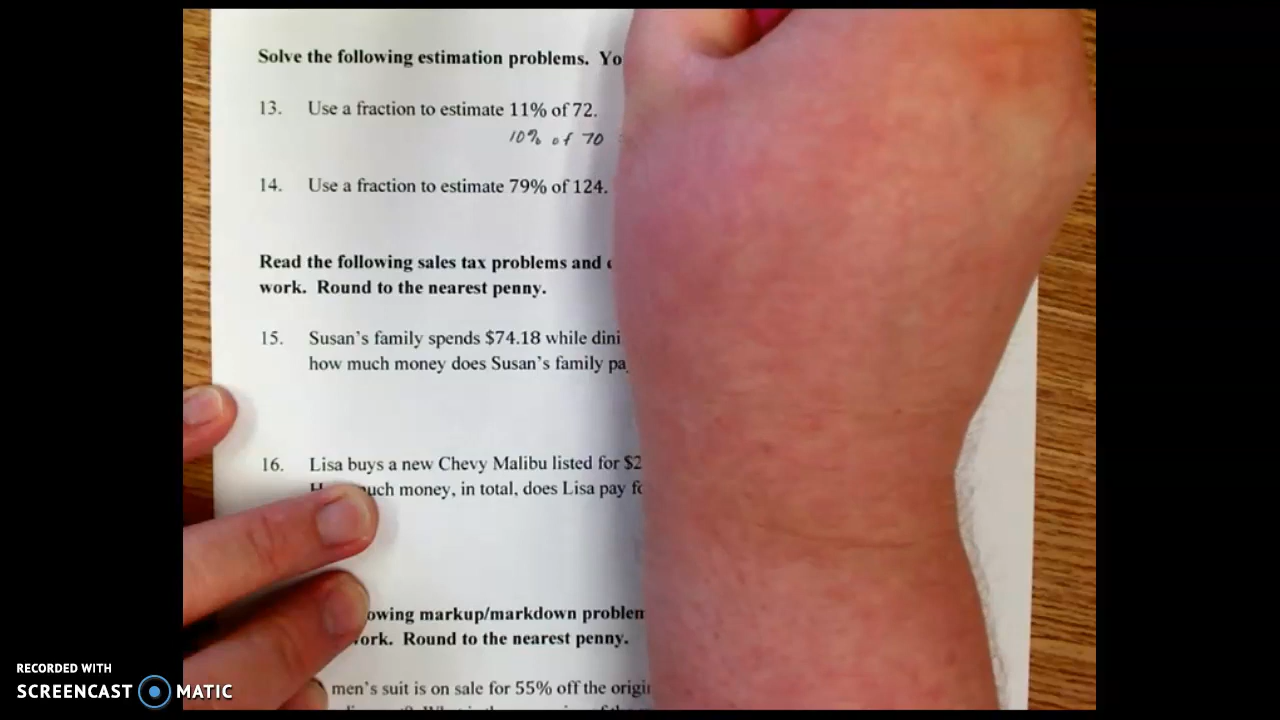 Solve the following estimation problems. Yo
13. Use a fraction to estimate 11% of 72.
10% of 70
14. Use a fraction to estimate 79% of 124.
Read the following sales tax problems and
work. Round to the nearest penny.
15. Susan's family spends $74.18 while dini
how much money does Susan's family pa
16. Lisa buys a new Chevy Malibu listed for $2
uch money, in total, does Lisa pay fo
owing markup/markdown problem
ork. Round to the nearest penny.
men's suit is on sale for 55% off the origi
RECORDED WITH
SCREENCAST MATIC